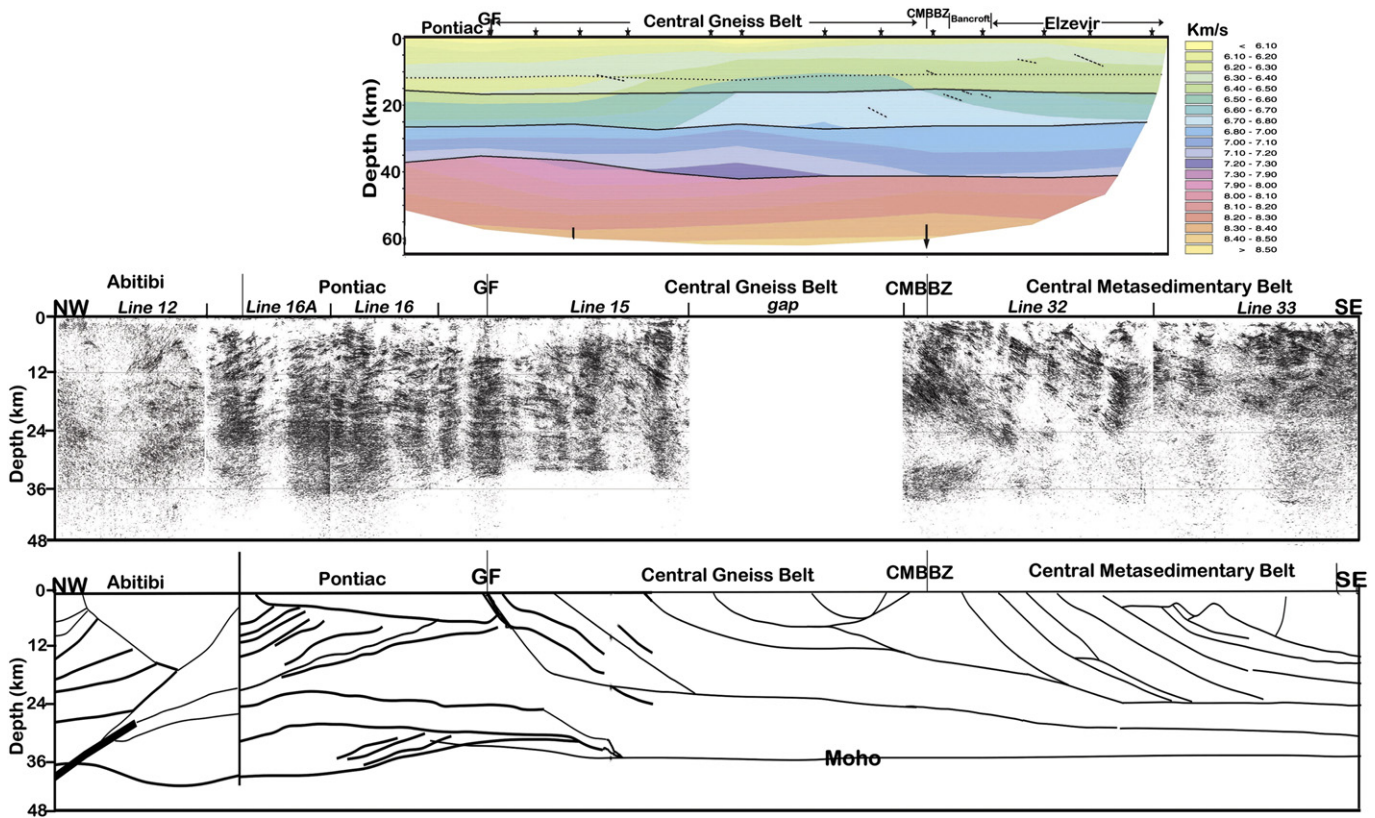 Pontiac GF Central Gneiss Belt CMBBZ Bancroft Elzevir
Km/s
< 6.10
6.10 - 6.20
6.20 - 6.30
6.30 - 6.40
6.40 - 6.50
6.50 - 6.60
6.60 - 6.70
6.70 - 6.80
6.80 - 7.00
7.00 - 7.10
7.10 - 7.20
7.20 - 7.30
7.30 - 7.90
7.90 - 8.00
8.00 - 8.10
8.10 - 8.20
8.20 - 8.30
8.30 - 8.40
8.40 - 8.50
> 8.50
Depth (km)
0
20
40
60
Abitibi Pontiac GF Central Gneiss Belt CMBBZ Central Metasedimentary Belt
NW Line 12 Line 16A Line 16 Line 15 gap Line 32 Line 33 SE
Depth (km)
0
12
24
36
48
NW Abitibi Pontiac GF Central Gneiss Belt CMBBZ Central Metasedimentary Belt SE
Depth (km)
0
12
24
36
48
Moho